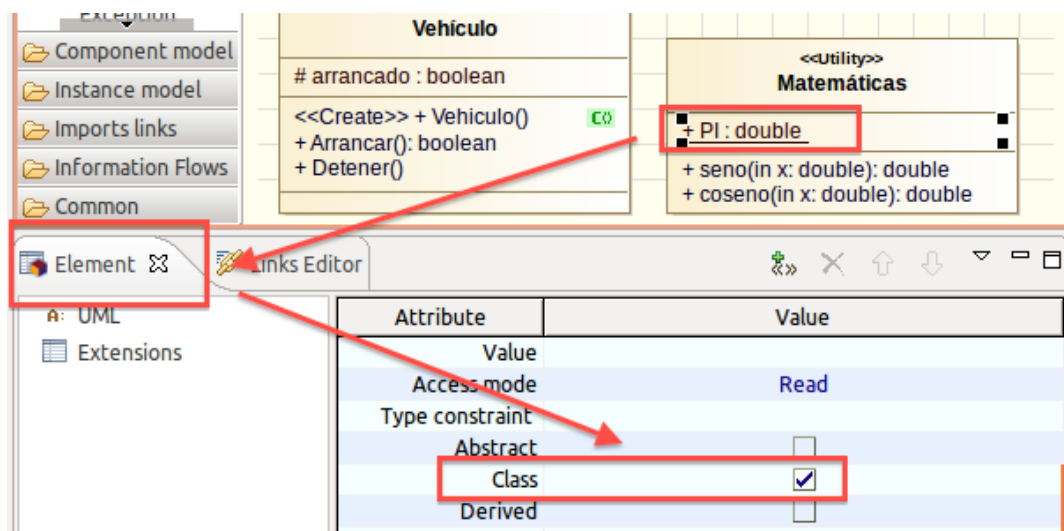 Exception
Component model
Instance model
Imports links
Information Flows
Common
Vehículo
# arrancado : boolean
<<Create>> + Vehiculo()
+ Arrancar(): boolean
+ Detener()
<<Utility>>
Matemáticas
+ PI : double
+ seno(in x: double): double
+ coseno(in x: double): double
Element
Links Editor
UML
Extensions
Attribute Value
Value
Access mode Read
Type constraint
Abstract
Class
Derived